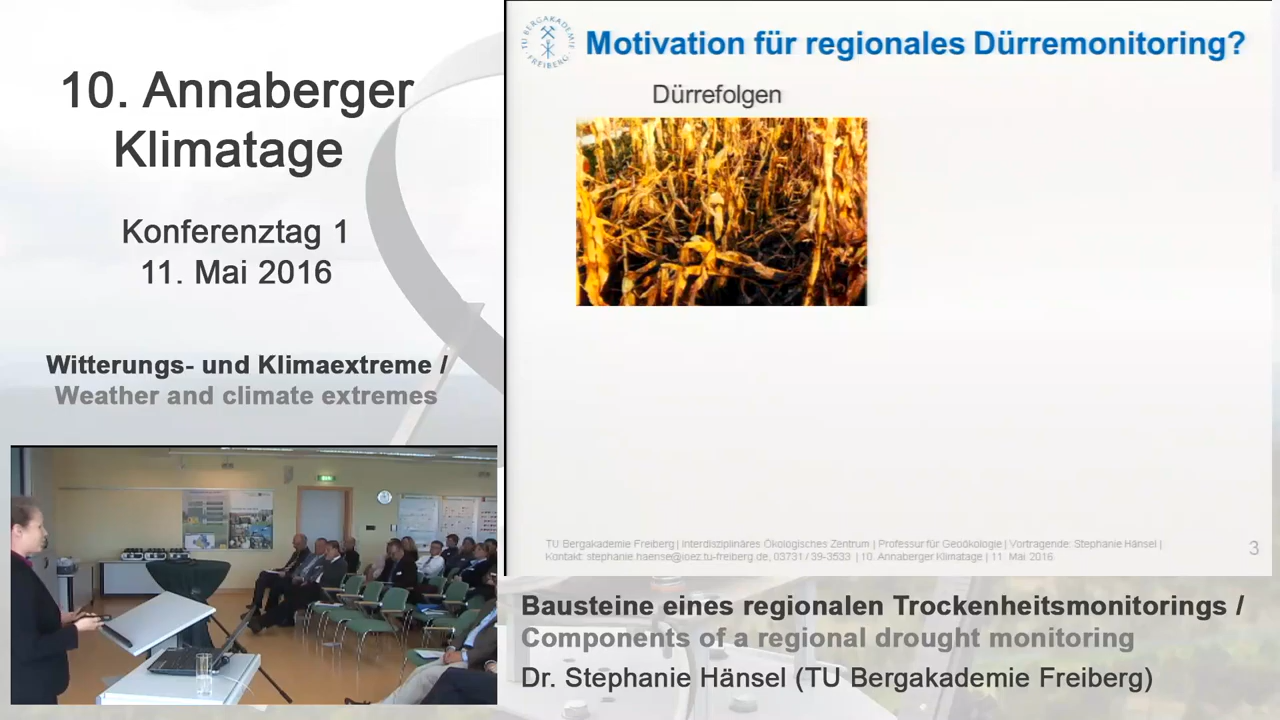 10. Annaberger
Klimatage
Konferenztag 1
11. Mai 2016
Witterungs- und Klimaextreme /
Weather and climate extremes
TU BERGAKADEMIE
FREIBERG
Motivation für regionales Dürremonitoring?
Dürrefolgen
TU Bergakademie Freiberg | Interdisziplinäres Ökologisches Zentrum | Professur für Geoökologie | Vortragende: Stephanie Hänsel |
Kontakt: stephanie.haensel@ioez.tu-freiberg.de, 03731 / 39-3533 | 10. Annaberger Klimatage | 11. Mai 2016
3
Bausteine eines regionalen Trockenheitsmonitorings /
Components of a regional drought monitoring
Dr. Stephanie Hänsel (TU Bergakademie Freiberg)